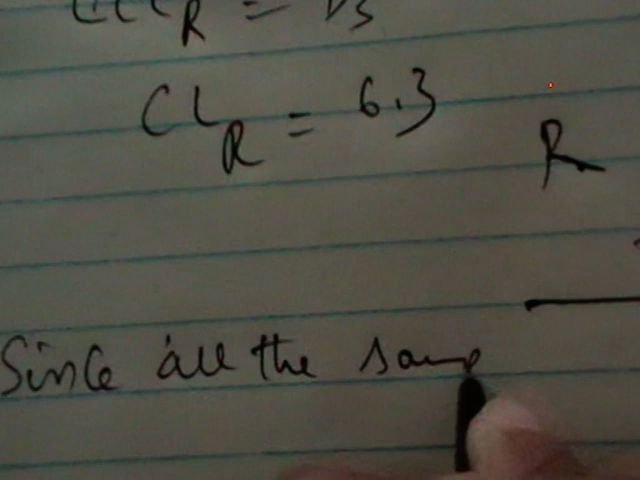 CL_R = 6.3
R
Since all the same